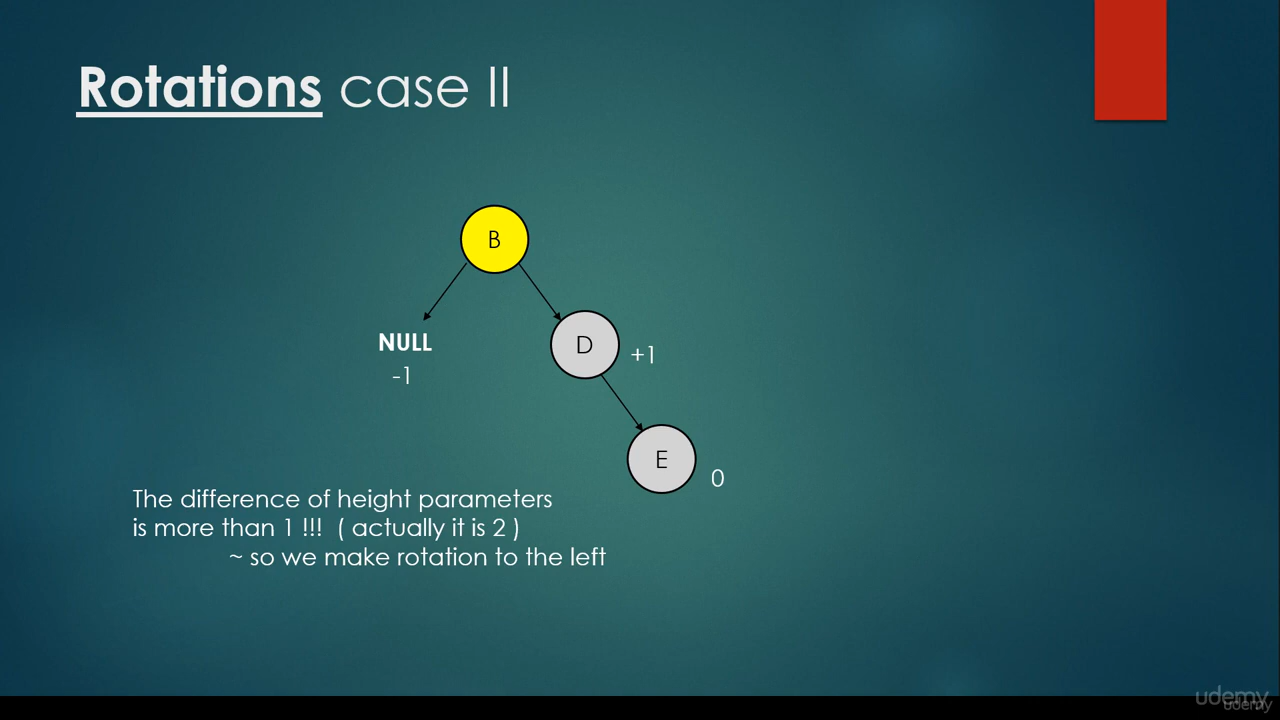 Rotations case II
B
NULL
-1
D
+1
E
0
The difference of height parameters
is more than 1 !!! ( actually it is 2 )
~ so we make rotation to the left
udemy
udemy